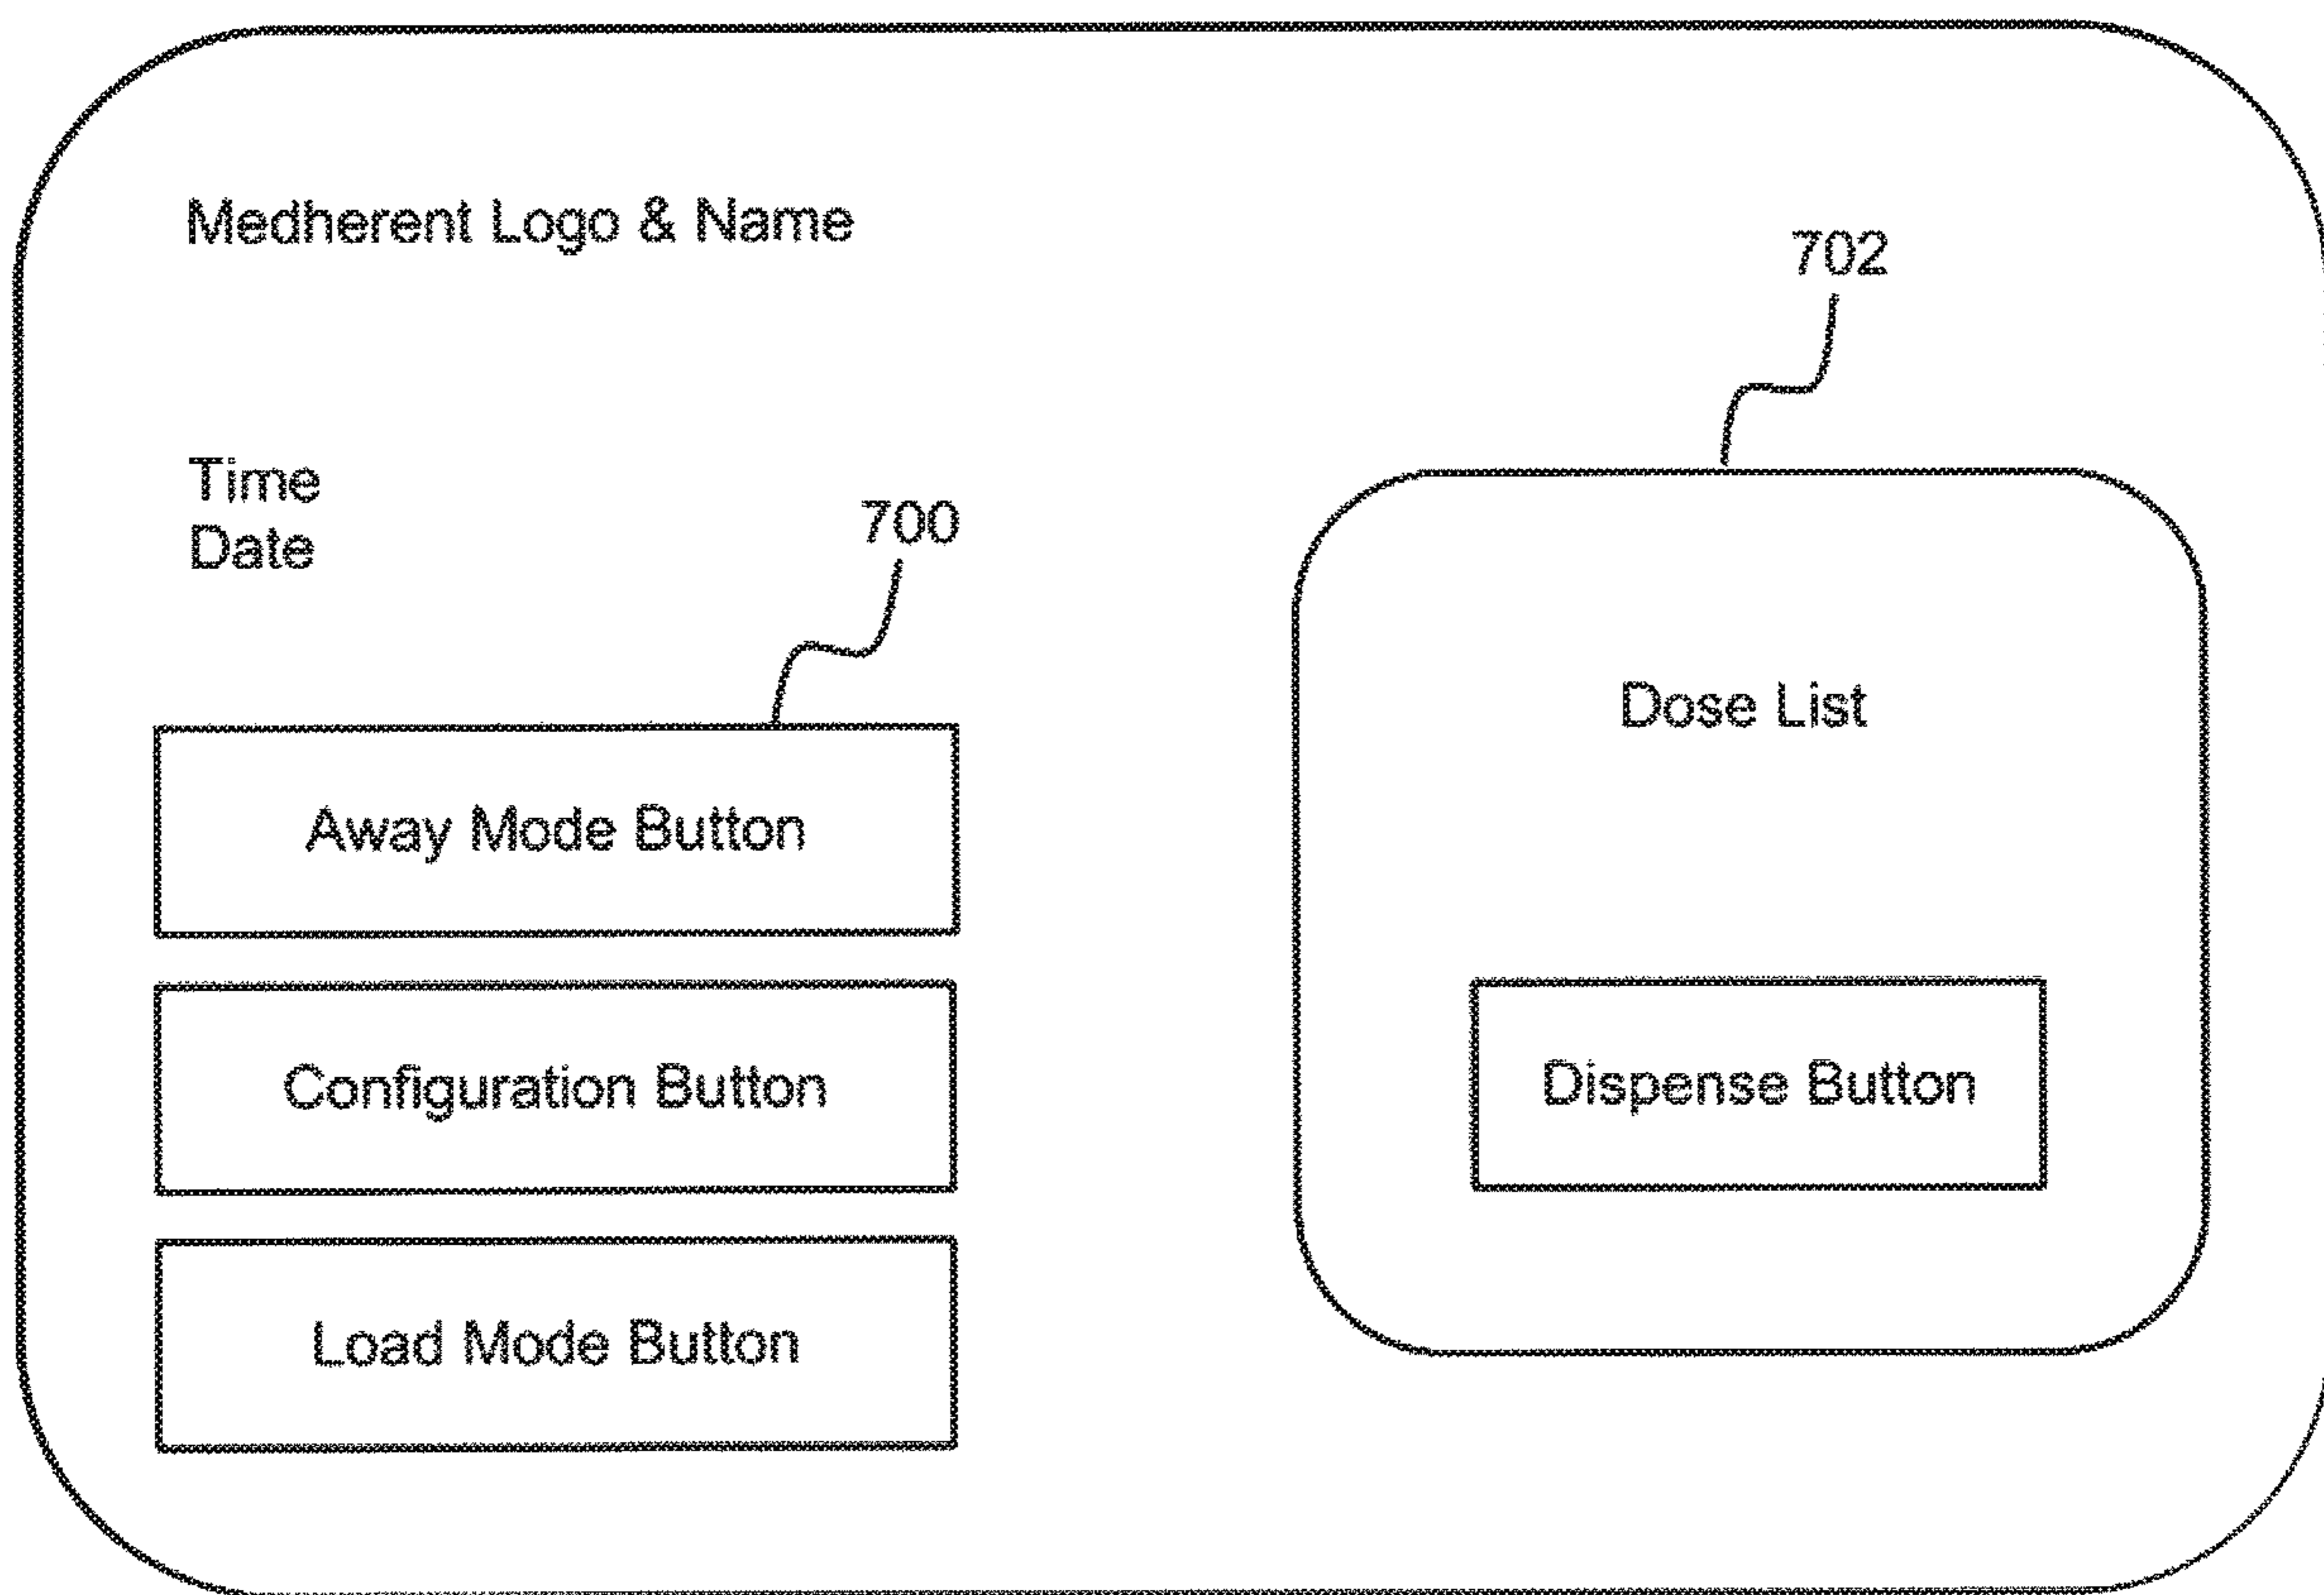 Medherent Logo & Name
702
Time
Date
700
Dose List
Away Mode Button
Configuration Button
Dispense Button
Load Mode Button